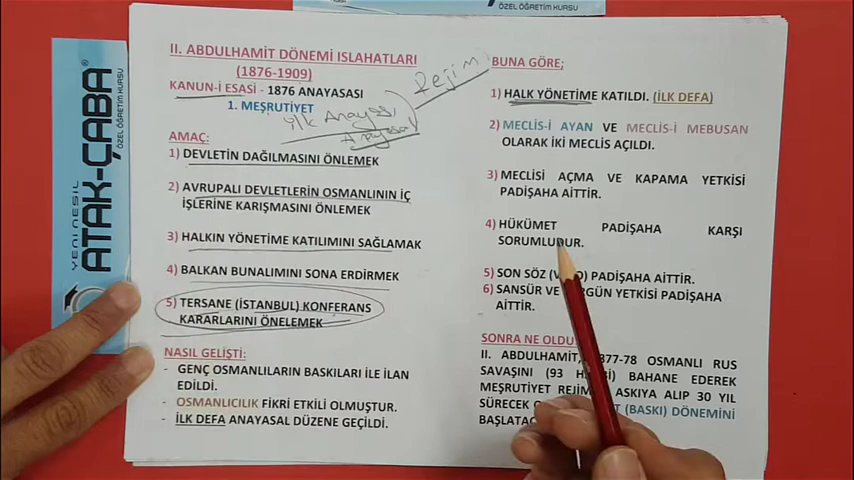 ÖZEL ÖĞRETİM KURSU
YENİ NESİL
ATAK-ÇABA
ÖZEL ÖĞRETİM KURSU
II. ABDULHAMİT DÖNEMİ ISLAHATLARI
(1876-1909)
KANUN-İ ESASİ - 1876 ANAYASASI
1. MEŞRUTİYET
ilk Anayasa
Anayasal
Rejim
AMAÇ:
1) DEVLETİN DAĞILMASINI ÖNLEMEK
2) AVRUPALI DEVLETLERİN OSMANLININ İÇ
İŞLERİNE KARIŞMASINI ÖNLEMEK
3) HALKIN YÖNETİME KATILIMINI SAĞLAMAK
4) BALKAN BUNALIMINI SONA ERDİRMEK
5) TERSANE (İSTANBUL) KONFERANS
KARARLARINI ÖNELEMEK
NASIL GELİŞTİ:
- GENÇ OSMANLILARIN BASKILARI İLE İLAN
EDİLDİ.
- OSMANLICILIK FİKRİ ETKİLİ OLMUŞTUR.
- İLK DEFA ANAYASAL DÜZENE GEÇİLDİ.
BUNA GÖRE;
1) HALK YÖNETİME KATILDI. (İLK DEFA)
2) MECLİS-İ AYAN VE MECLİS-İ MEBUSAN
OLARAK İKİ MECLİS AÇILDI.
3) MECLİSİ AÇMA VE KAPAMA YETKİSİ
PADİŞAHA AİTTİR.
4) HÜKÜMET PADİŞAHA KARŞI
SORUMLUDUR.
5) SON SÖZ PADİŞAHA AİTTİR.
6) SANSÜR VE YETKİSİ PADİŞAHA
AİTTİR.
SONRA NE
II. ABDULHAMİT, OSMANLI RUS
SAVAŞINI (93 BAHANE EDEREK
MEŞRUTİYET ASKIYA ALIP 30 YIL
SÜRECEK (BASKI) DÖNEMİNİ